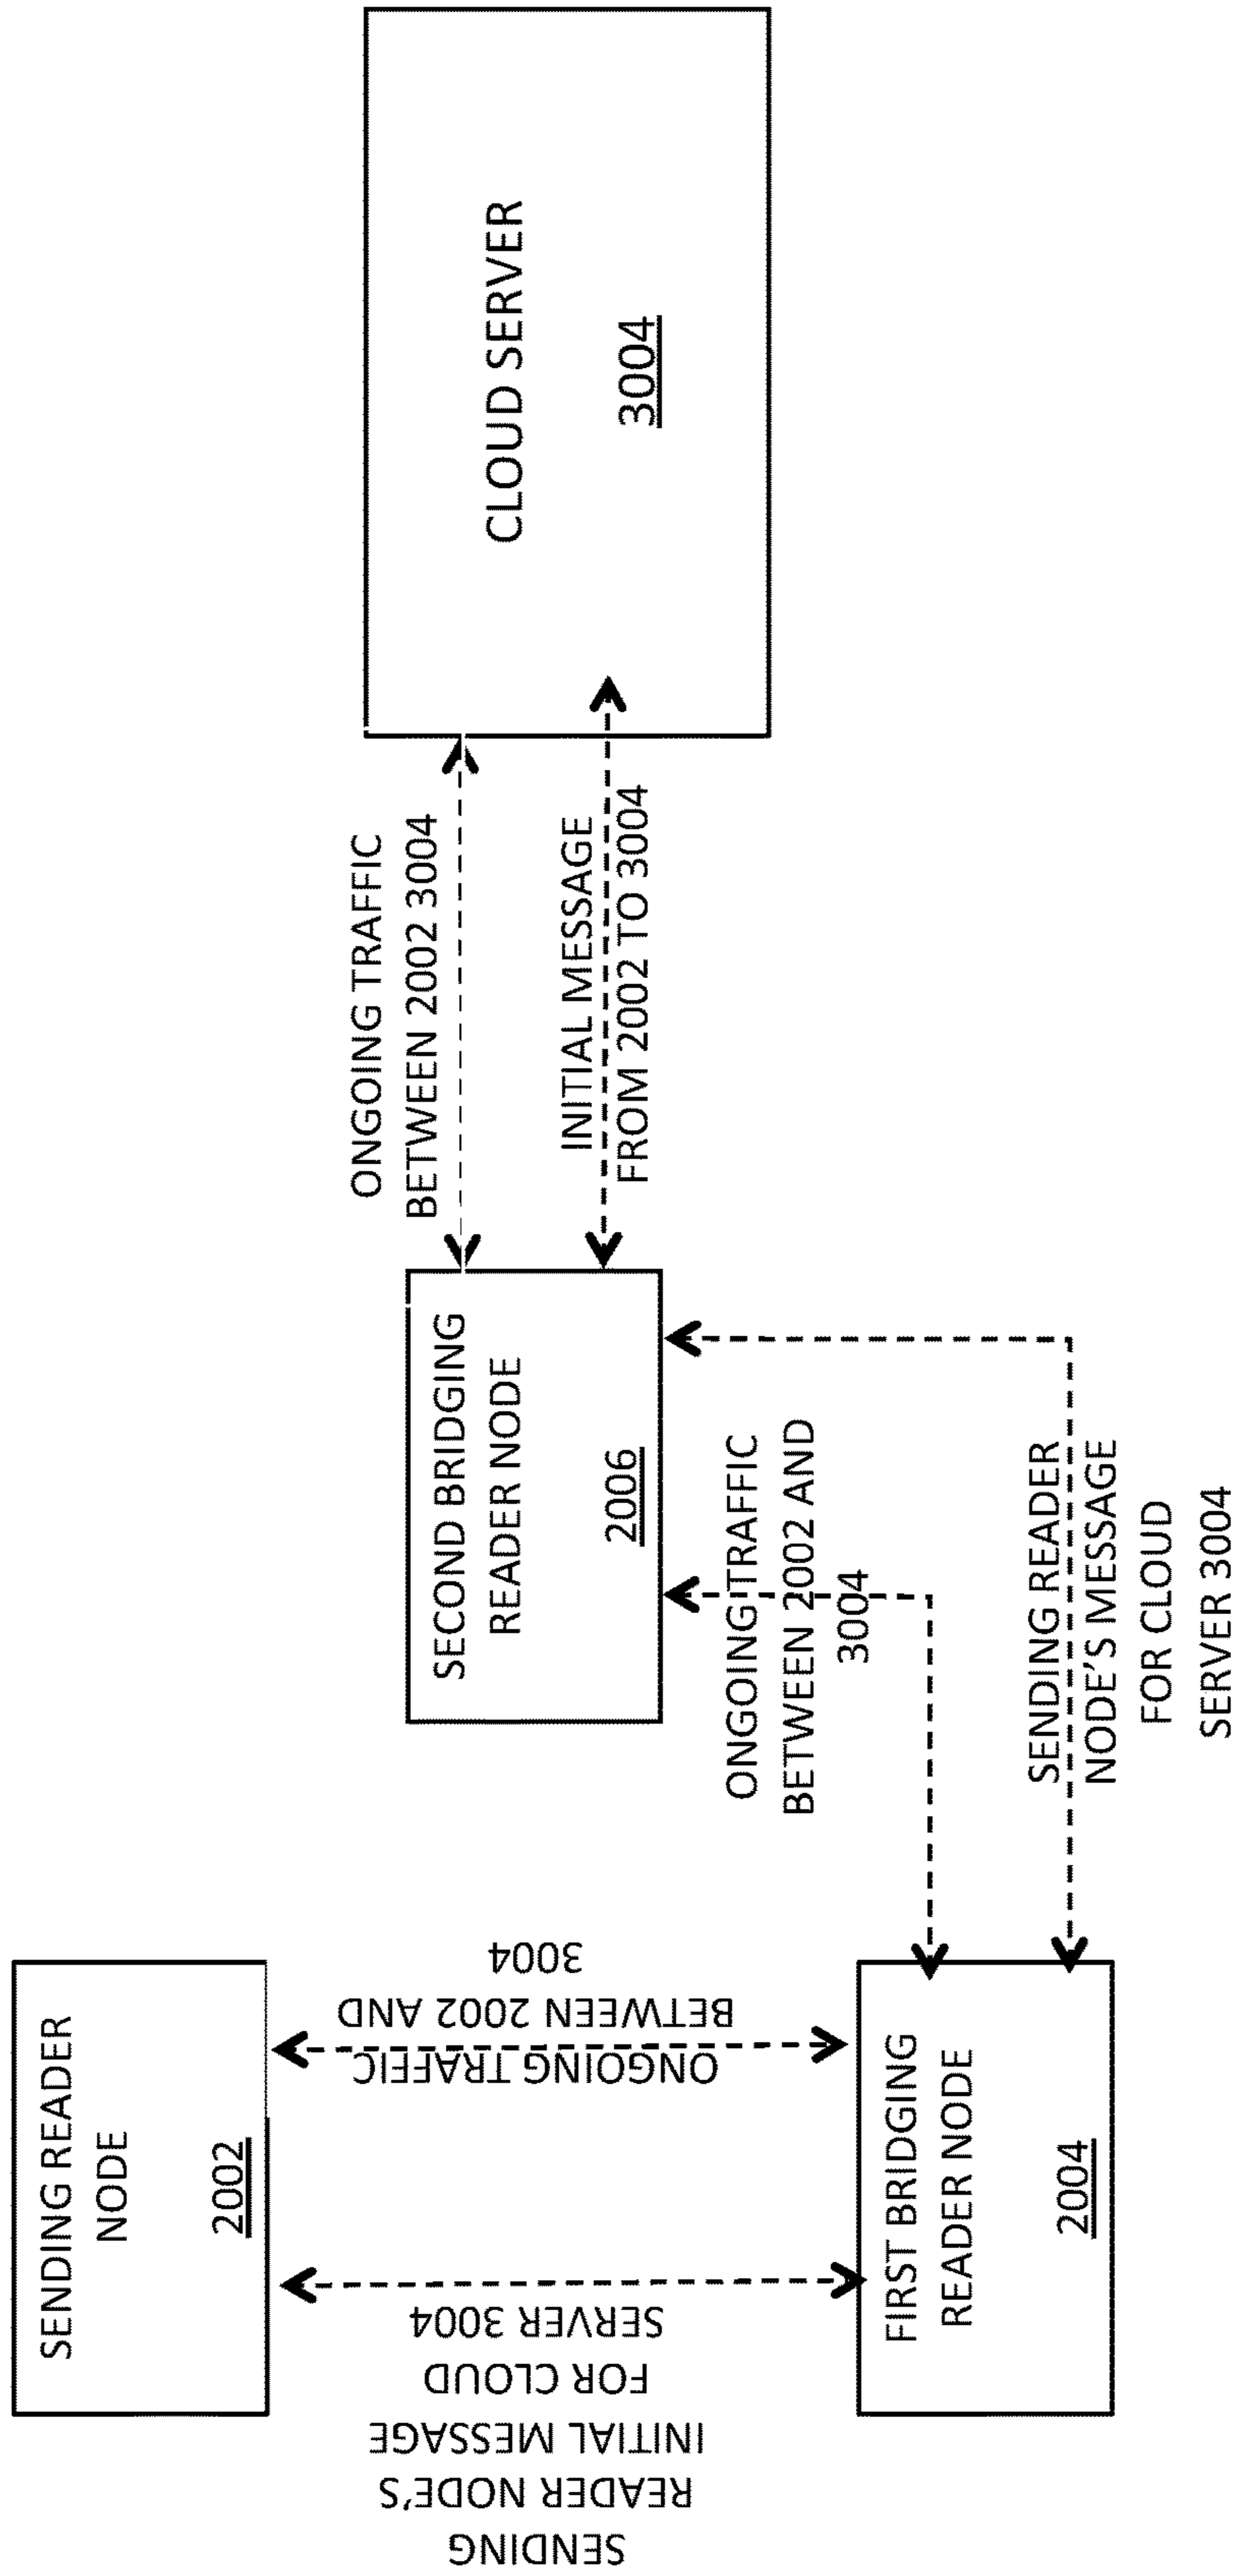 SENDING READER
NODE
2002
SENDING
READER NODE'S
INITIAL MESSAGE
FOR CLOUD
SERVER 3004
ONGOING TRAFFIC
BETWEEN 2002 AND
3004
FIRST BRIDGING
READER NODE
2004
SECOND BRIDGING
READER NODE
2006
ONGOING TRAFFIC
BETWEEN 2002 AND
3004
SENDING READER
NODE'S MESSAGE
FOR CLOUD
SERVER 3004
ONGOING TRAFFIC
BETWEEN 2002 3004
INITIAL MESSAGE
FROM 2002 TO 3004
CLOUD SERVER
3004